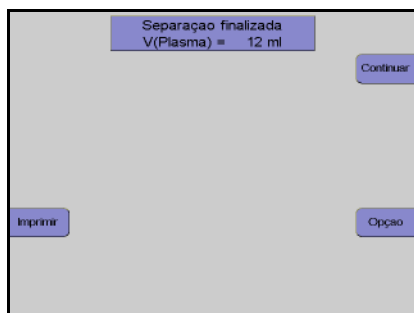 Separaçao finalizada
V(Plasma) = 12 ml
Continuar
Imprimir
Opçao